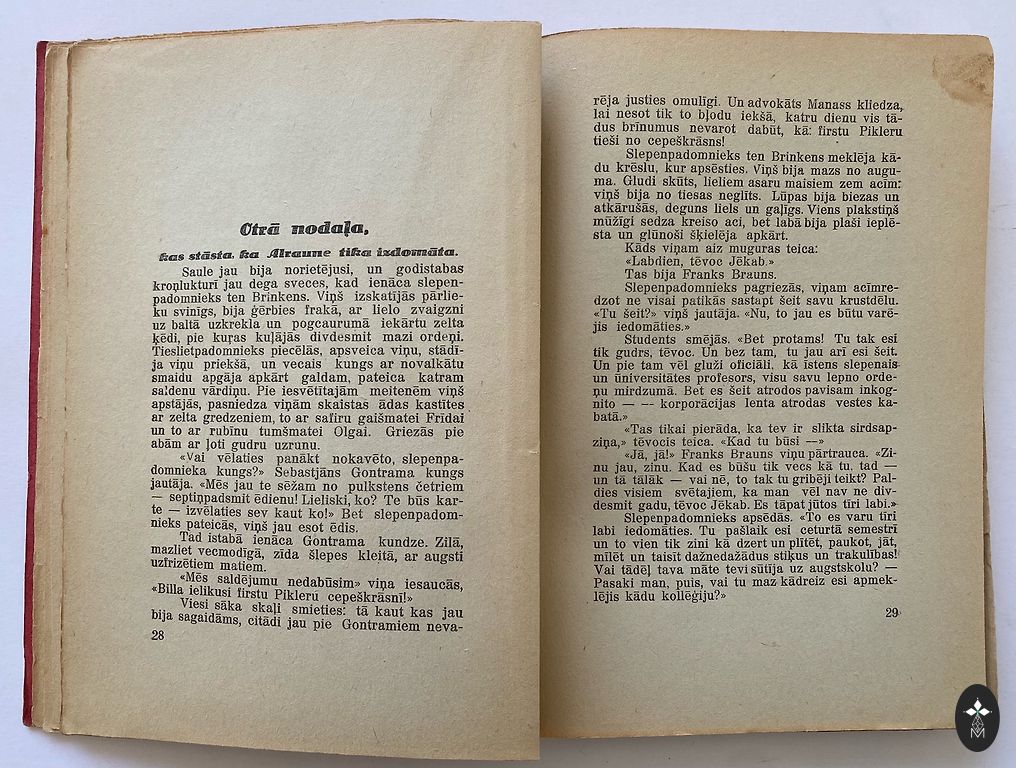 Otrā nodaļa,
kas stāsta, ka Alraune tika izdomāta.
Saule jau bija norietējusi, un godistabas
kroņlukturī jau dega sveces, kad ienāca slepen-
padomnieks ten Brinkens. Viņš izskatījās pārlie-
ku svinīgs, bija ģērbies frakā, ar lielo zvaigzni
uz baltā uzkrekla un pogcaurumā iekārtu zelta
ķēdi, pie kuŗas kuļājās divdesmit mazi ordeņi.
Tieslietpadomnieks piecēlās, apsveica viņu, stādī-
ja viņu priekšā, un vecais kungs ar novalkātu
smaidu apgāja apkārt galdam, pateica katram
saldenu vārdiņu. Pie iesvētītajām meitenēm viņš
apstājās, pasniedza viņām skaistas ādas kastītes
ar zelta gredzeniem, to ar safiru gaišmatei Frīdai
un to ar rubīnu tumšmatei Olgai. Griezās pie
abām ar ļoti gudru uzrunu.
«Vai vēlaties panākt nokavēto, slepenpa-
domnieka kungs?» Sebastjāns Gontrama kungs
jautāja. «Mēs jau te sēžam no pulkstens četriem
— septiņpadsmit ēdienu! Lieliski, ko? Te būs kar-
te — izvēlaties sev kaut ko!» Bet slepenpadom-
nieks pateicās, viņš jau esot ēdis.
Tad istabā ienāca Gontrama kundze. Zilā,
mazliet vecmodīgā, zīda šlepes kleitā, ar augsti
uzfrizētiem matiem.
«Mēs saldējumu nedabūsim» viņa iesaucās,
«Billa ielikusi firstu Pikleru cepeškrāsnī!»
Viesi sāka skaļi smieties: tā kaut kas jau
bija sagaidāms, citādi jau pie Gontramiem neva-
28
rēja justies omulīgi. Un advokāts Manass kliedza,
lai nesot tik to bļodu iekšā, katru dienu vis tā-
dus brīnumus nevarot dabūt, kā: firstu Pikleru
tieši no cepeškrāsns!
Slepenpadomnieks ten Brinkens meklēja kā-
du krēslu, kur apsēsties. Viņš bija mazs no augu-
ma. Gludi skūts, lieliem asaru maisiem zem acīm:
viņš bija no tiesas neglīts. Lūpas bija biezas un
atkārušās, deguns liels un gaļīgs. Viens plakstiņš
mūžīgi sedza kreiso aci, bet labā bija plaši ieplē-
sta un glūnoši šķielēja apkārt.
Kāds viņam aiz muguras teica:
«Labdien, tēvoc Jēkab.»
Tas bija Franks Brauns.
Slepenpadomnieks pagriezās, viņam acīmre-
dzot ne visai patikās sastapt šeit savu krustdēlu.
«Tu šeit?» viņš jautāja. «Nu, to jau es būtu varē-
jis iedomāties.»
Students smējās. «Bet protams! Tu tak esi
tik gudrs, tēvoc. Un bez tam, tu jau arī esi šeit.
Un pie tam vēl gluži oficiāli, kā īstens slepenais
un ūniversitātes profesors, visu savu lepno orde-
ņu mirdzumā. Bet es šeit atrodos pavisam inkog-
nito — — korporācijas lenta atrodas vestes ka-
batā.»
«Tas tikai pierāda, ka tev ir slikta sirdsap-
ziņa,» tēvocis teica. «Kad tu būsi —»
«Jā, jā!» Franks Brauns viņu pārtrauca. «Zi-
nu jau, zinu. Kad es būšu tik vecs kā tu, tad —
un tā tālāk — vai nē, to tak tu gribēji teikt? Pal-
dies visiem svētajiem, ka man vēl nav ne div-
desmit gadu, tēvoc Jēkab. Es tāpat jūtos tīri labi.»
Slepenpadomnieks apsēdās. «To es varu tīri
labi iedomāties. Tu pašlaik esi ceturtā semestrī
un to vien tik zini kā dzert un plītēt, paukot, jāt,
mīlēt un taisīt dažnedažādus stiķus un trakulības!
Vai tādēļ tava māte tevi sūtīja uz augstskolu? —
Pasaki man, puis, vai tu maz kādreiz esi apmek-
lējis kādu kollēģiju?»
29
M